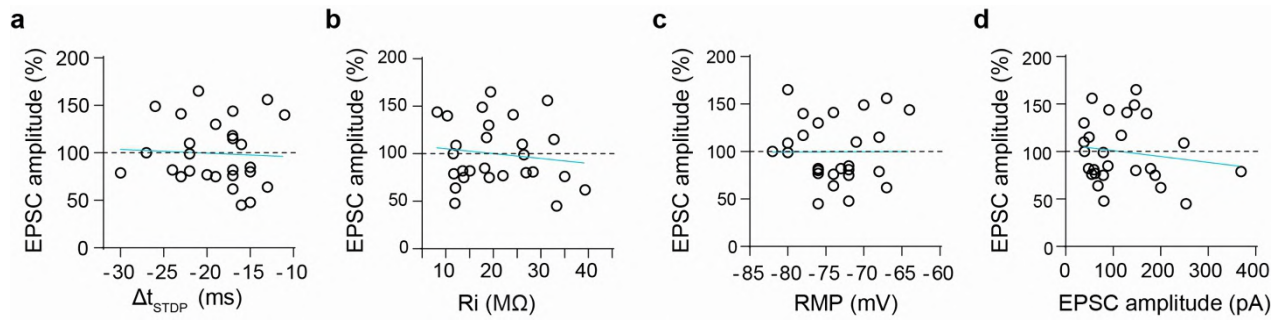 a
b
c
d
EPSC amplitude (%)
200
150
100
50
0
-30 -25 -20 -15 -10
Δt_STDP (ms)
EPSC amplitude (%)
200
150
100
50
0
10 20 30 40
Ri (MΩ)
EPSC amplitude (%)
200
150
100
50
0
-85 -80 -75 -70 -65 -60
RMP (mV)
EPSC amplitude (%)
200
150
100
50
0
0 100 200 300 400
EPSC amplitude (pA)